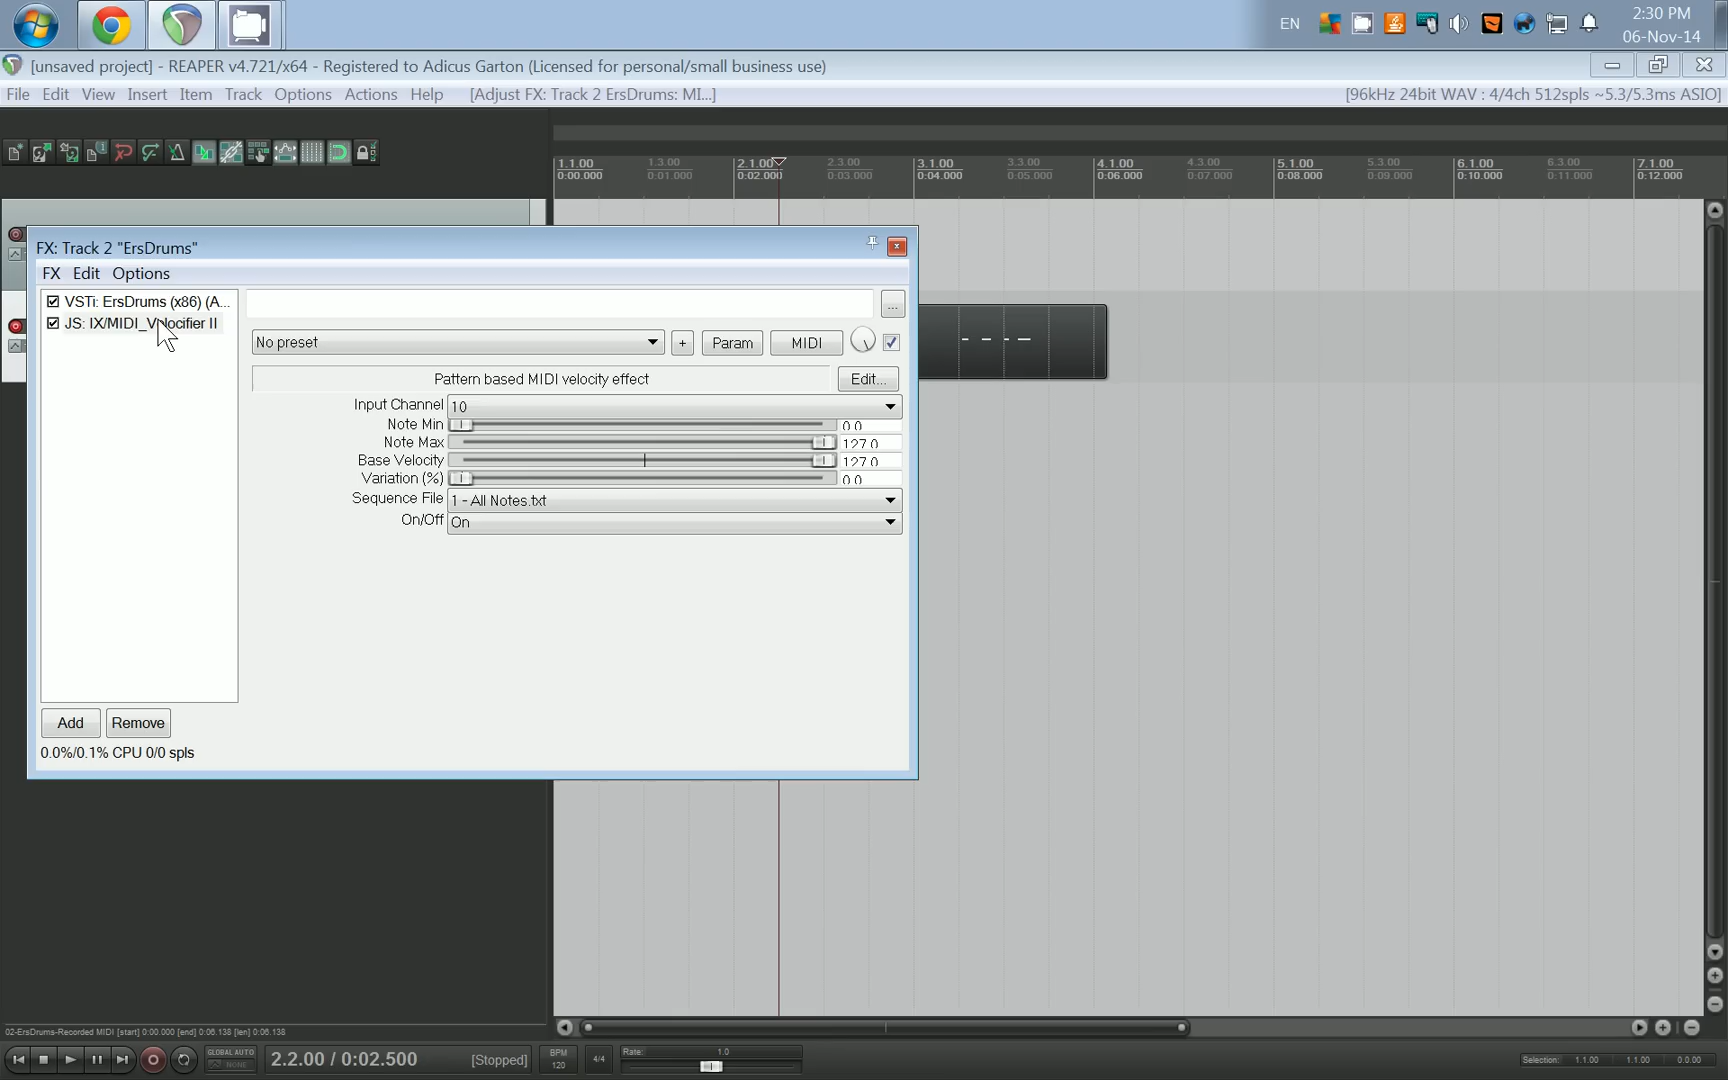 EN
2:30 PM
06-Nov-14
[unsaved project] - REAPER v4.721/x64 - Registered to Adicus Garton (Licensed for personal/small business use)
File Edit View Insert Item Track Options Actions Help [Adjust FX: Track 2 ErsDrums: MI...] [96kHz 24bit WAV : 4/4ch 512spls ~5.3/5.3ms ASIO]
1.1.00 1.3.00 2.1.00 2.3.00 3.1.00 3.3.00 4.1.00 4.3.00 5.1.00 5.3.00 6.1.00 6.3.00 7.1.00
0:00.000 0:01.000 0:02.000 0:03.000 0:04.000 0:05.000 0:06.000 0:07.000 0:08.000 0:09.000 0:10.000 0:11.000 0:12.000
FX: Track 2 "ErsDrums"
FX Edit Options
VSTi: ErsDrums (x86) (A...
JS: IX/MIDI_Velocifier II
...
No preset + Param MIDI
Pattern based MIDI velocity effect Edit...
Input Channel 10
Note Min 0.0
Note Max 127.0
Base Velocity 127.0
Variation (%) 0.0
Sequence File 1 - All Notes.txt
On/Off On
Add Remove
0.0%/0.1% CPU 0/0 spls
02-ErsDrums-Recorded MIDI [start] 0:00.000 [end] 0:06.138 [len] 0:06.138
GLOBAL AUTO
NONE
2.2.00 / 0:02.500 [Stopped]
BPM
120
4/4
Rate: 1.0
Selection: 1.1.00 1.1.00 0.0.00